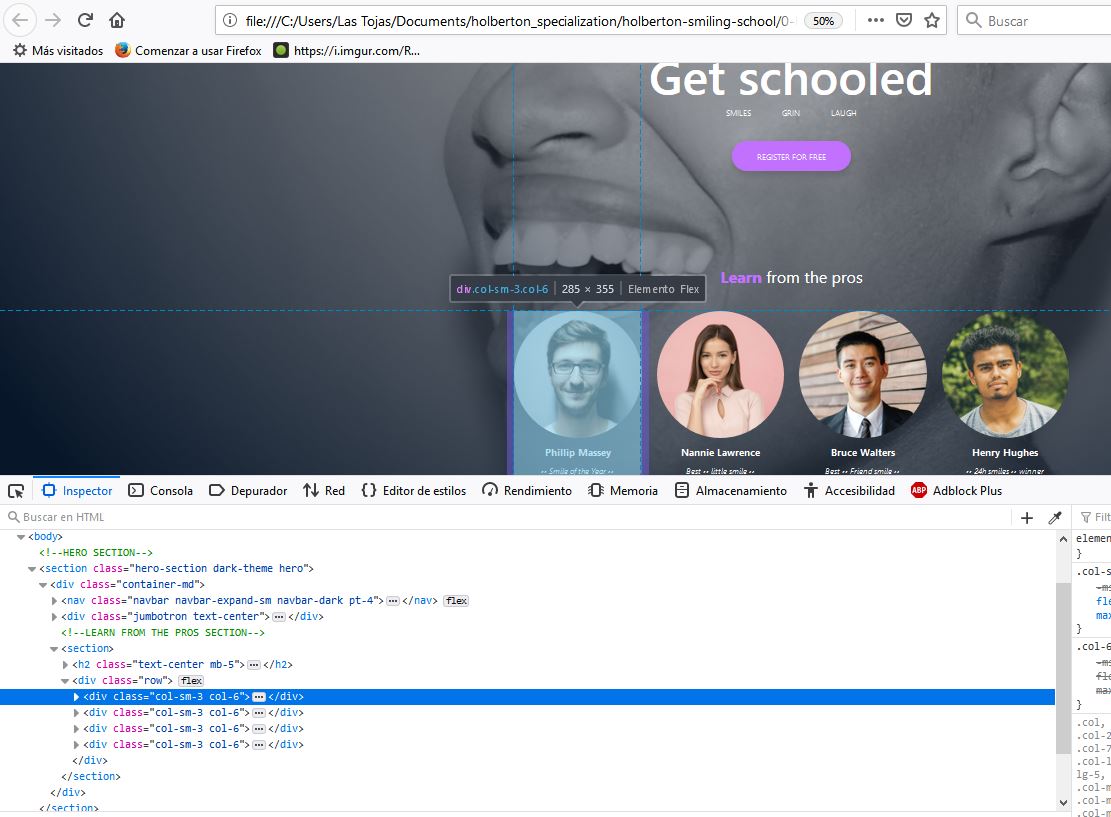 file:///C:/Users/Las Tojas/Documents/holberton_specialization/holberton-smiling-school/0-
50%
Buscar
Más visitados
Comenzar a usar Firefox
https://i.imgur.com/R...
Get schooled
SMILES GRIN LAUGH
REGISTER FOR FREE
Learn from the pros
div.col-sm-3.col-6 | 285 × 355 | Elemento Flex
Phillip Massey
Nannie Lawrence
Bruce Walters
Henry Hughes
-- Smile of the Year --
Best -- little smile --
Best -- Friend smile --
-- 24h smiles -- winner
Inspector
Consola
Depurador
Red
Editor de estilos
Rendimiento
Memoria
Almacenamiento
Accesibilidad
ABP Adblock Plus
Buscar en HTML
Filt
<body>
<!--HERO SECTION-->
<section class="hero-section dark-theme hero">
<div class="container-md">
<nav class="navbar navbar-expand-sm navbar-dark pt-4">…</nav> flex
<div class="jumbotron text-center">…</div>
<!--LEARN FROM THE PROS SECTION-->
<section>
<h2 class="text-center mb-5">…</h2>
<div class="row"> flex
<div class="col-sm-3 col-6">…</div>
<div class="col-sm-3 col-6">…</div>
<div class="col-sm-3 col-6">…</div>
<div class="col-sm-3 col-6">…</div>
</div>
</section>
</div>
</section>
elemen
}
.col-s
-ms
fle
max
}
.col-6
-ms
fle
max
}
.col,
.col-2
.col-7
.col-1
lg-5,
.col-m
.col-m
.col-m